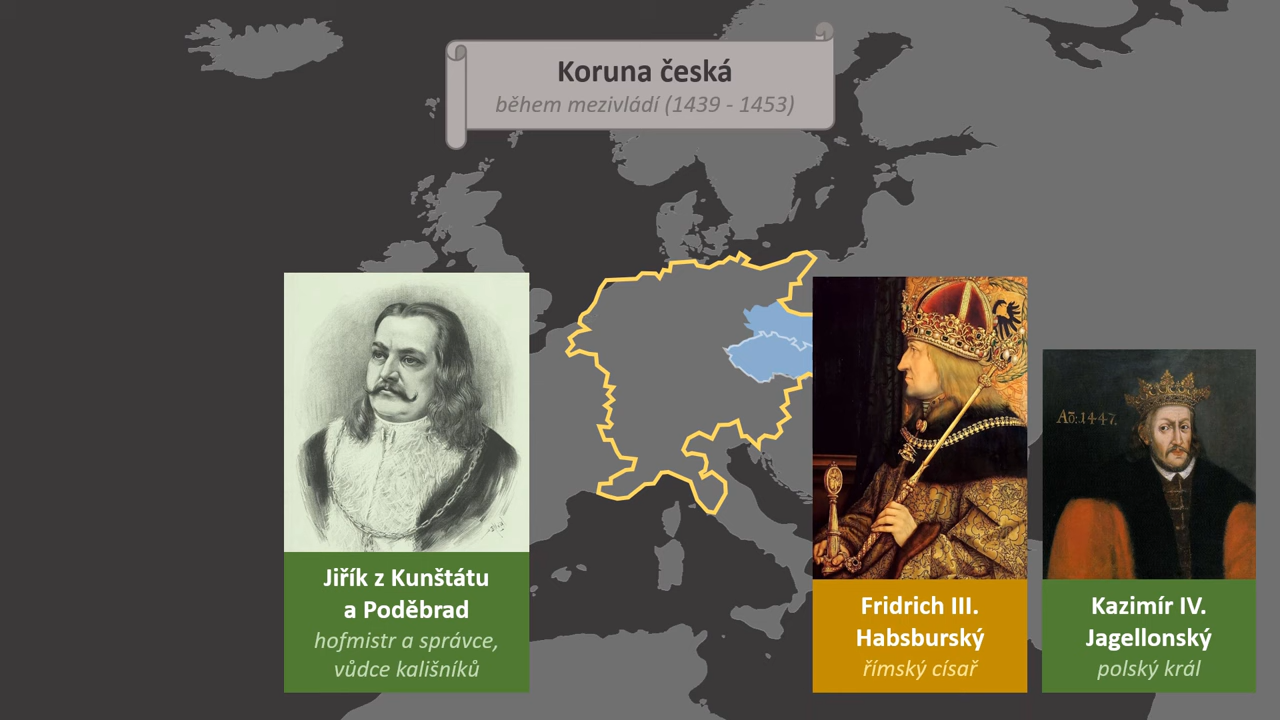 Koruna česká
během mezivládí (1439 - 1453)
Jiřík z Kunštátu
a Poděbrad
hofmistr a správce,
vůdce kališníků
Fridrich III.
Habsburský
římský císař
Ao:.1447.
Kazimír IV.
Jagellonský
polský král